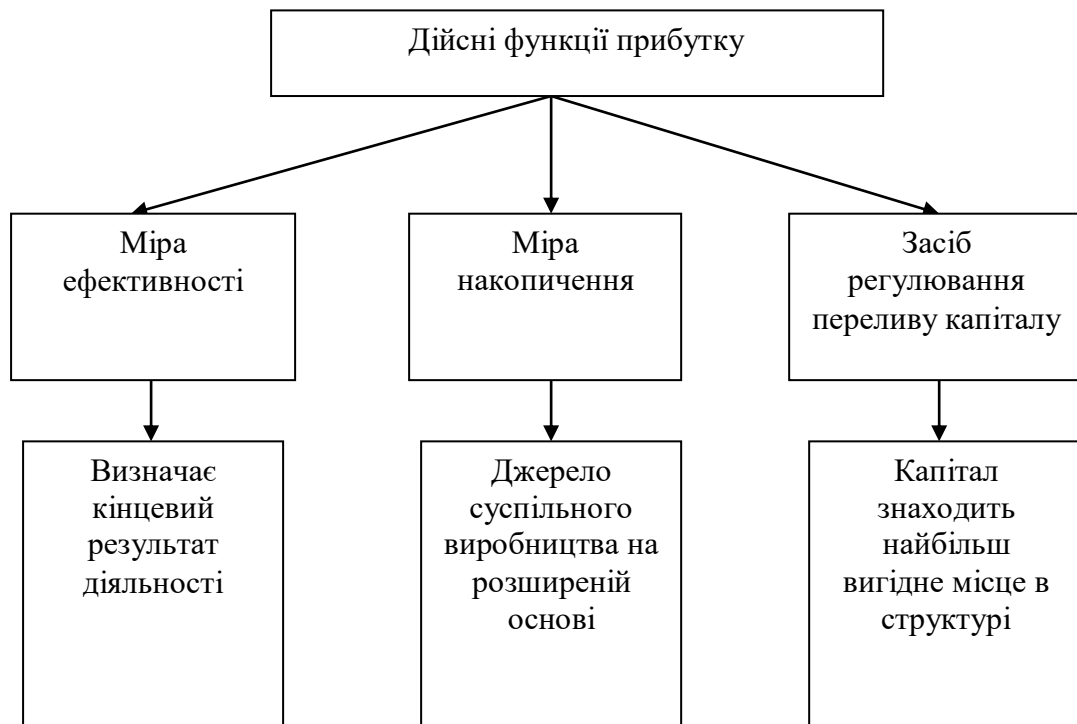 Дійсні функції прибутку
Міра
ефективності
Міра
накопичення
Засіб
регулювання
переливу капіталу
Визначає
кінцевий
результат
діяльності
Джерело
суспільного
виробництва на
розширеній
основі
Капітал
знаходить
найбільш
вигідне місце в
структурі